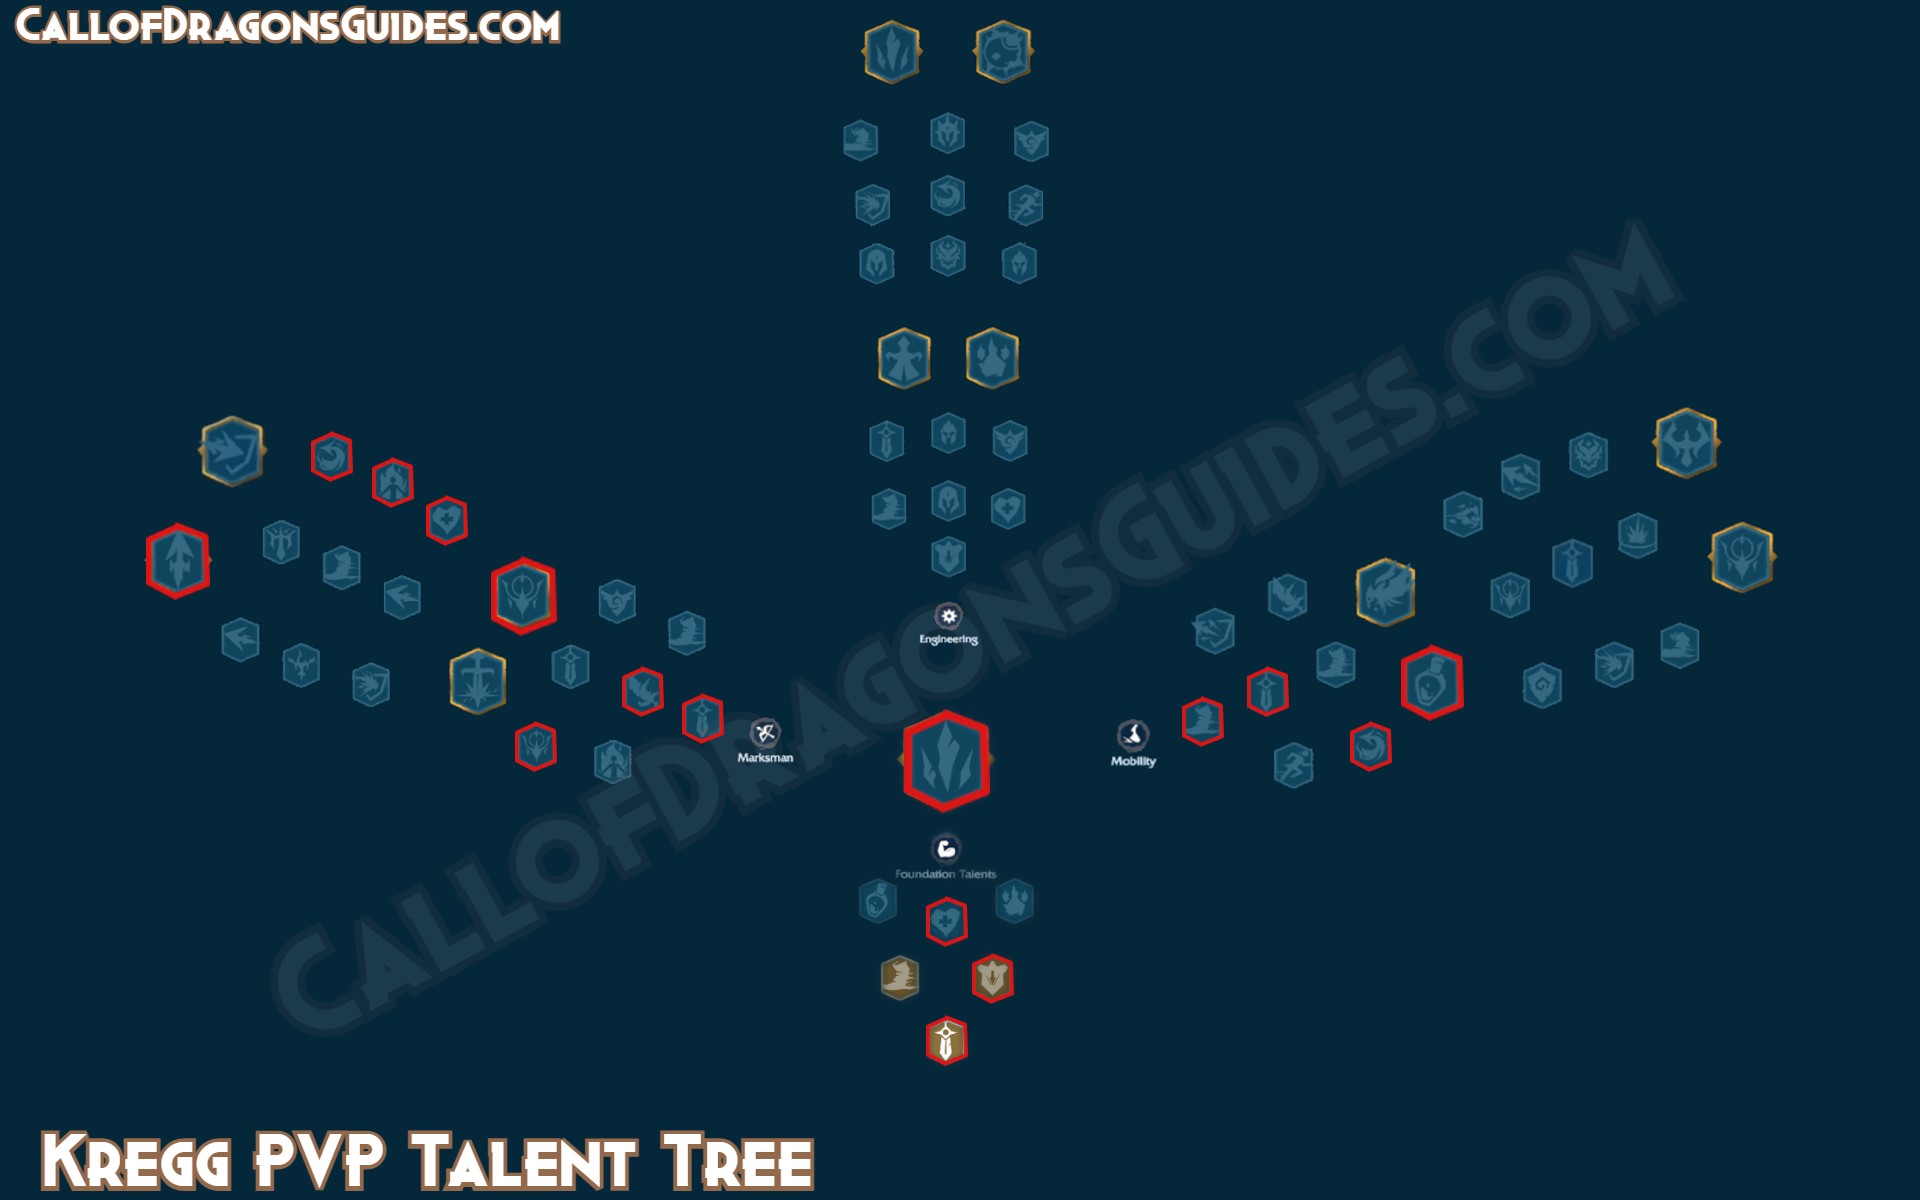 CallofDragonsGuides.com
Engineering
Marksman
Mobility
Foundation Talents
CallofDragonsGuides.com
Kregg PVP Talent Tree